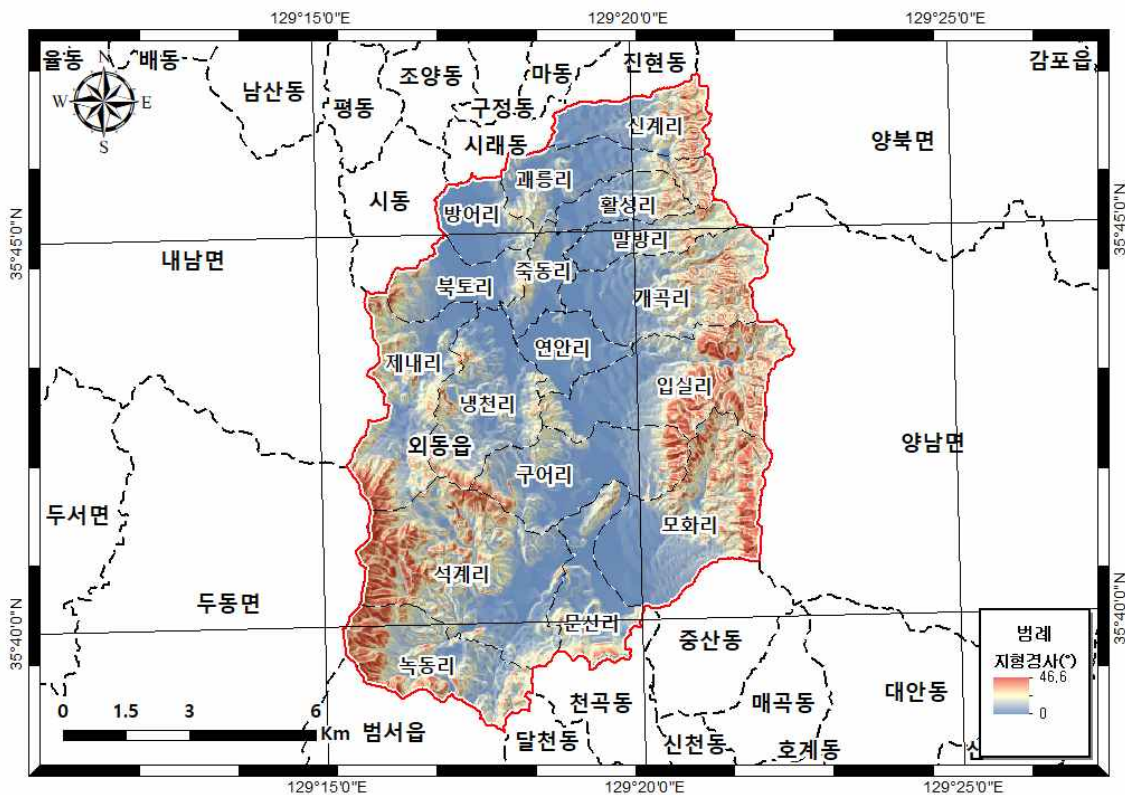 129°15'0"E 129°20'0"E 129°25'0"E
율동 배동 조양동 마동 진현동 감포읍
N
W E
S
남산동 평동 구정동 신계리
시래동 양북면
괘릉리
시동 방어리 활성리
35°45'0"N 35°45'0"N
말방리
내남면 죽동리
북토리 개곡리
제내리 연안리
입실리
냉천리
외동읍 양남면
구어리
두서면 모화리
석계리
두동면
35°40'0"N 35°40'0"N
문산리 중산동
범례
녹동리 지형경사(°)
46.6
0
대안동
매곡동
천곡동
0 1.5 3 6
Km
범서읍 달천동 신천동 호계동
129°15'0"E 129°20'0"E 129°25'0"E